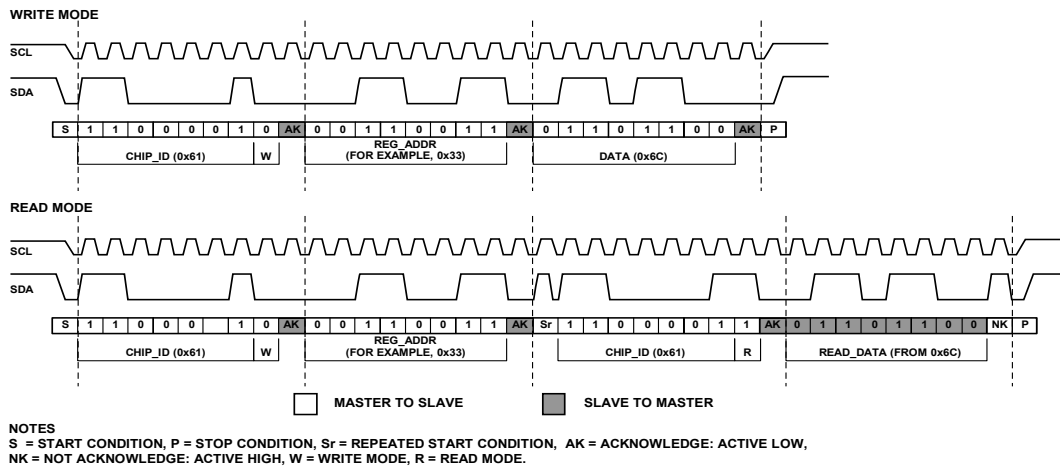 WRITE MODE
SCL
SDA
S 1 1 0 0 0 0 1 0 AK 0 0 1 1 0 0 1 1 AK 0 1 1 0 1 1 0 0 AK P
CHIP_ID (0x61) W REG_ADDR
(FOR EXAMPLE, 0x33) DATA (0x6C)
READ MODE
SCL
SDA
S 1 1 0 0 0 1 0 AK 0 0 1 1 0 0 1 1 AK Sr 1 1 0 0 0 0 1 1 AK 0 1 1 0 1 1 0 0 NK P
CHIP_ID (0x61) W REG_ADDR
(FOR EXAMPLE, 0x33) CHIP_ID (0x61) R READ_DATA (FROM 0x6C)
MASTER TO SLAVE SLAVE TO MASTER
NOTES
S = START CONDITION, P = STOP CONDITION, Sr = REPEATED START CONDITION, AK = ACKNOWLEDGE: ACTIVE LOW,
NK = NOT ACKNOWLEDGE: ACTIVE HIGH, W = WRITE MODE, R = READ MODE.